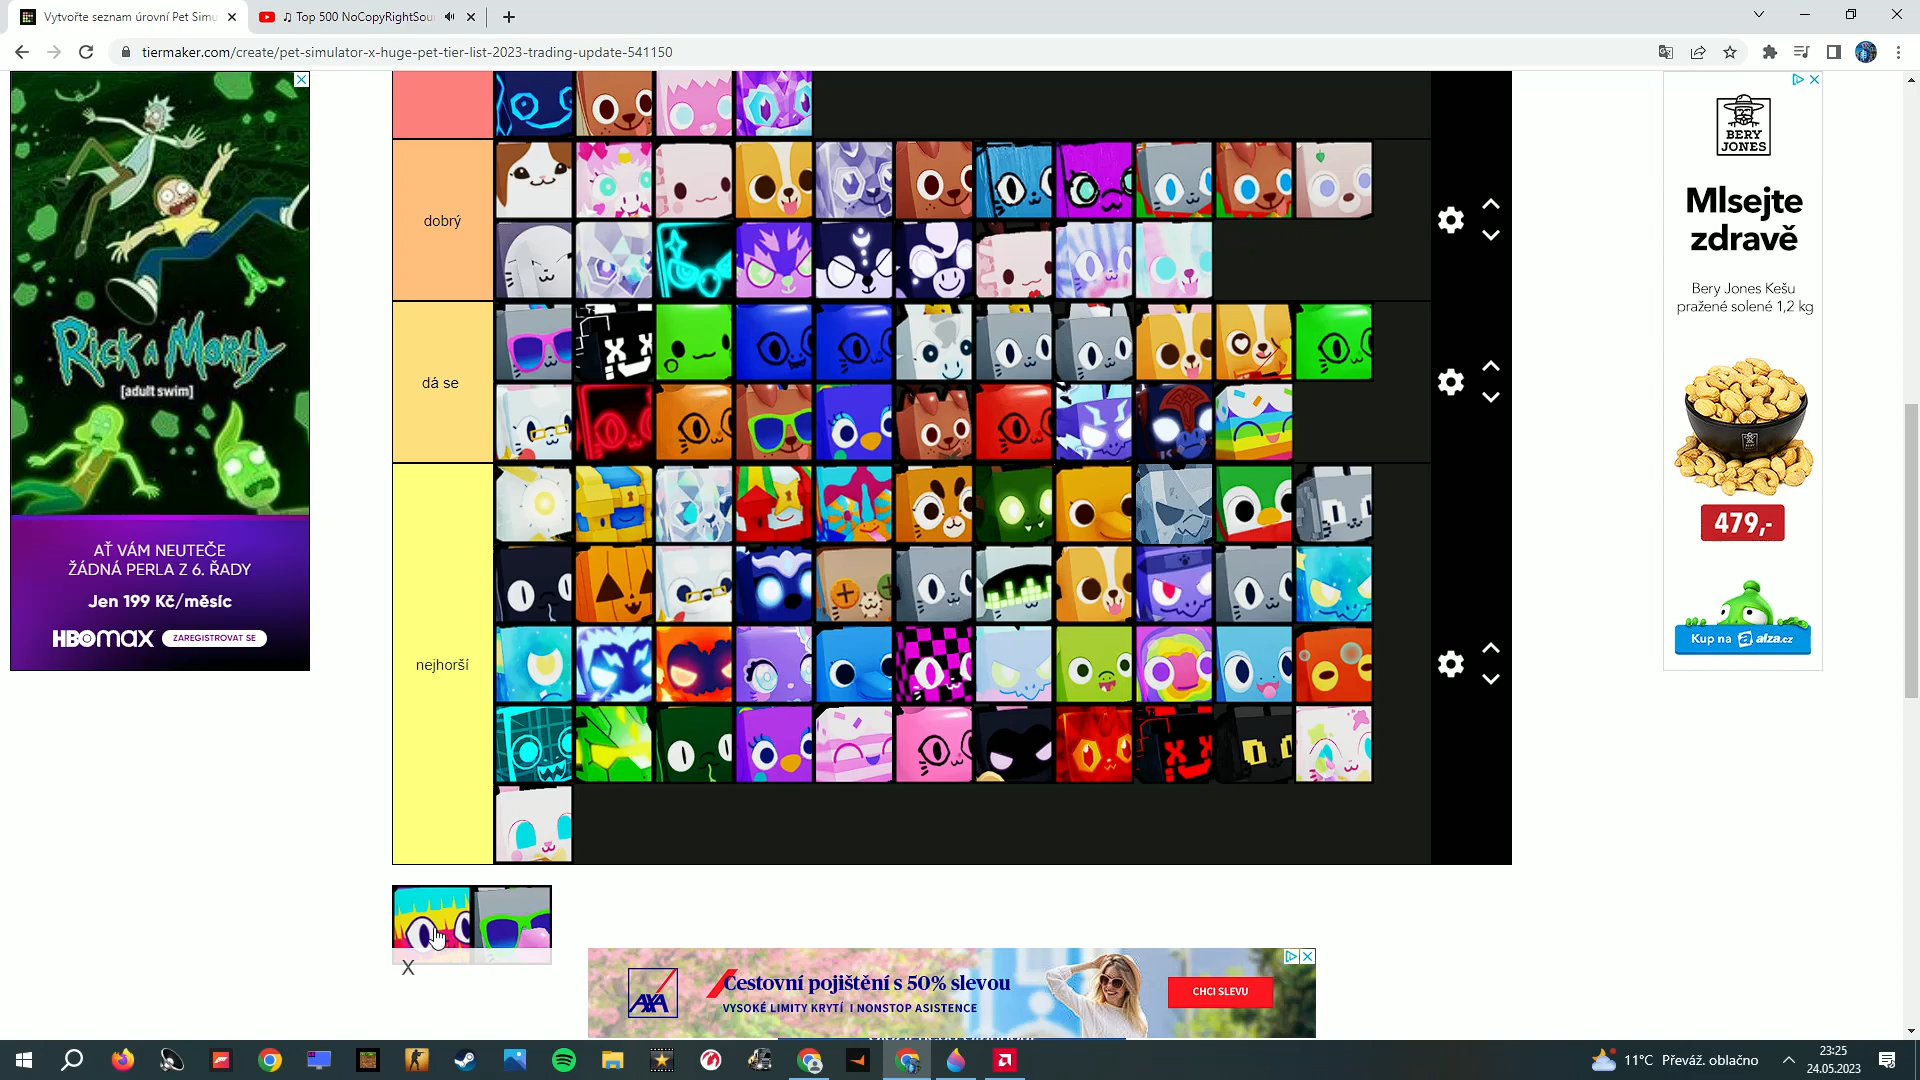 Vytvořte seznam úrovní Pet Simu
♫ Top 500 NoCopyRightSou
tiermaker.com/create/pet-simulator-x-huge-pet-tier-list-2023-trading-update-541150
RICK A MORTY
[adult swim]
AŤ VÁM NEUTEČE
ŽÁDNÁ PERLA Z 6. ŘADY
Jen 199 Kč/měsíc
HBOMAX ZAREGISTROVAT SE
dobrý
dá se
nejhorší
BERY
JONES
Mlsejte
zdravě
Bery Jones Kešu
pražené solené 1,2 kg
479,-
Kup na alza.cz
X
AXA
Cestovní pojištění s 50% slevou
VYSOKÉ LIMITY KRYTÍ I NONSTOP ASISTENCE
CHCI SLEVU
11°C Převáž. oblačno
23:25
24.05.2023